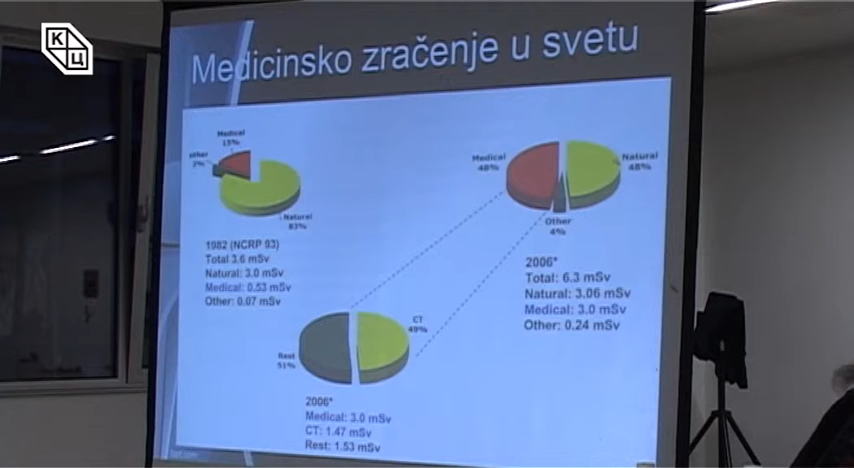 КЦ
Medicinsko zračenje u svetu
Medical
15%
other
2%
Natural
83%
1982 (NCRP 93)
Total 3.6 mSv
Natural: 3.0 mSv
Medical: 0.53 mSv
Other: 0.07 mSv
Medical
48%
Natural
48%
Other
4%
2006*
Total: 6.3 mSv
Natural: 3.06 mSv
Medical: 3.0 mSv
Other: 0.24 mSv
CT
49%
Rest
51%
2006*
Medical: 3.0 mSv
CT: 1.47 mSv
Rest: 1.53 mSv